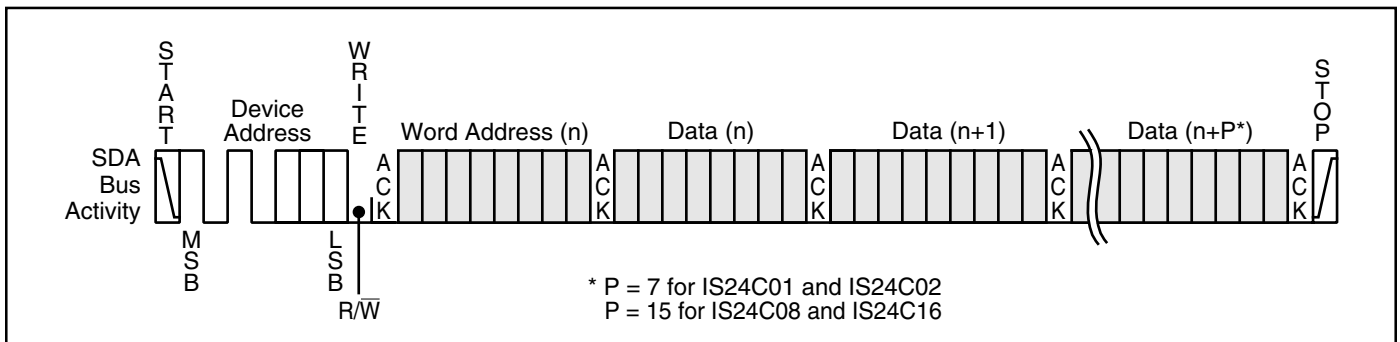 START
WRITE
STOP
Device
Address
Word Address (n)
Data (n)
Data (n+1)
Data (n+P*)
SDA
Bus
Activity
ACK
ACK
ACK
ACK
ACK
MSB
LSB
R/W̅
* P = 7 for IS24C01 and IS24C02
P = 15 for IS24C08 and IS24C16